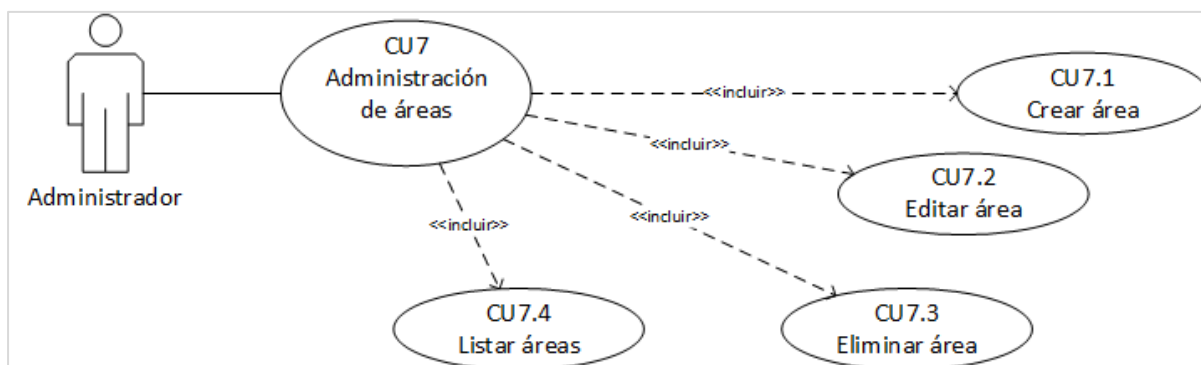 CU7
Administración
de áreas
<<incluir>>
CU7.1
Crear área
<<incluir>>
CU7.2
Editar área
Administrador
<<incluir>>
<<incluir>>
CU7.4
Listar áreas
CU7.3
Eliminar área